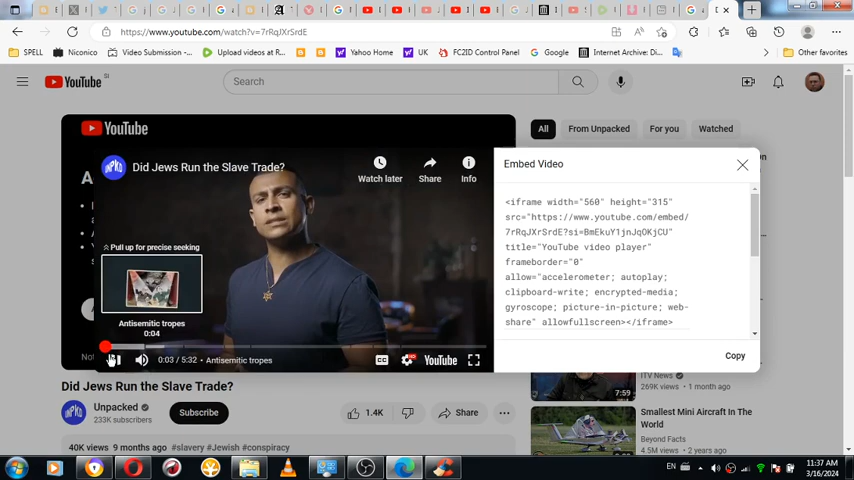 https://www.youtube.com/watch?v=7rRqJXrSrdE
SPELL
Niconico
Video Submission -...
Upload videos at R...
Yahoo Home
UK
FC2ID Control Panel
Google
Internet Archive: Di...
Other favorites
YouTube SI
Search
YouTube
Did Jews Run the Slave Trade?
Watch later
Share
Info
UNPKD
Pull up for precise seeking
Antisemitic tropes
0:04
0:03 / 5:32 • Antisemitic tropes
CC
HD
YouTube
Embed Video
<iframe width="560" height="315"
src="https://www.youtube.com/embed/
7rRqJXrSrdE?si=BmEkuY1jnJqOKjCU"
title="YouTube video player"
frameborder="0"
allow="accelerometer; autoplay;
clipboard-write; encrypted-media;
gyroscope; picture-in-picture; web-
share" allowfullscreen></iframe>
Copy
All
From Unpacked
For you
Watched
Did Jews Run the Slave Trade?
UNPKD
Unpacked
233K subscribers
Subscribe
1.4K
Share
40K views 9 months ago #slavery #Jewish #conspiracy
7:59
ITV News
269K views • 1 month ago
Smallest Mini Aircraft In The
World
Beyond Facts
4.5M views • 2 years ago
EN
11:37 AM
3/16/2024